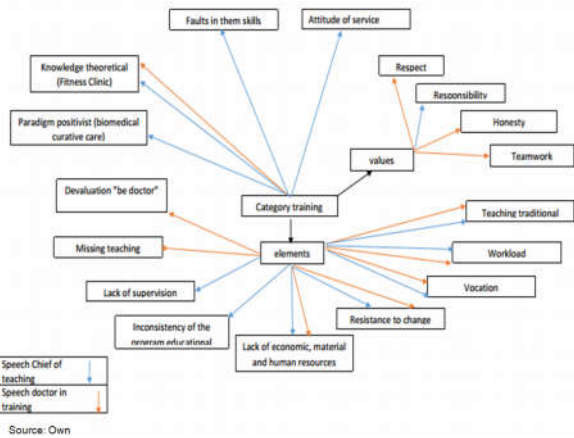 Faults in them skills
Attitude of service
Knowledge theoretical
(Fitness Clinic)
Respect
Responsibility
Paradigm positivist (biomedical
curative care)
Honesty
values
Teamwork
Devaluation "be doctor"
Category training
Teaching traditional
Missing teaching
elements
Workload
Lack of supervision
Vocation
Inconsistency of the
program educational
Resistance to change
Lack of economic, material
and human resources
Speech Chief of
teaching
Speech doctor in
training
Source: Own